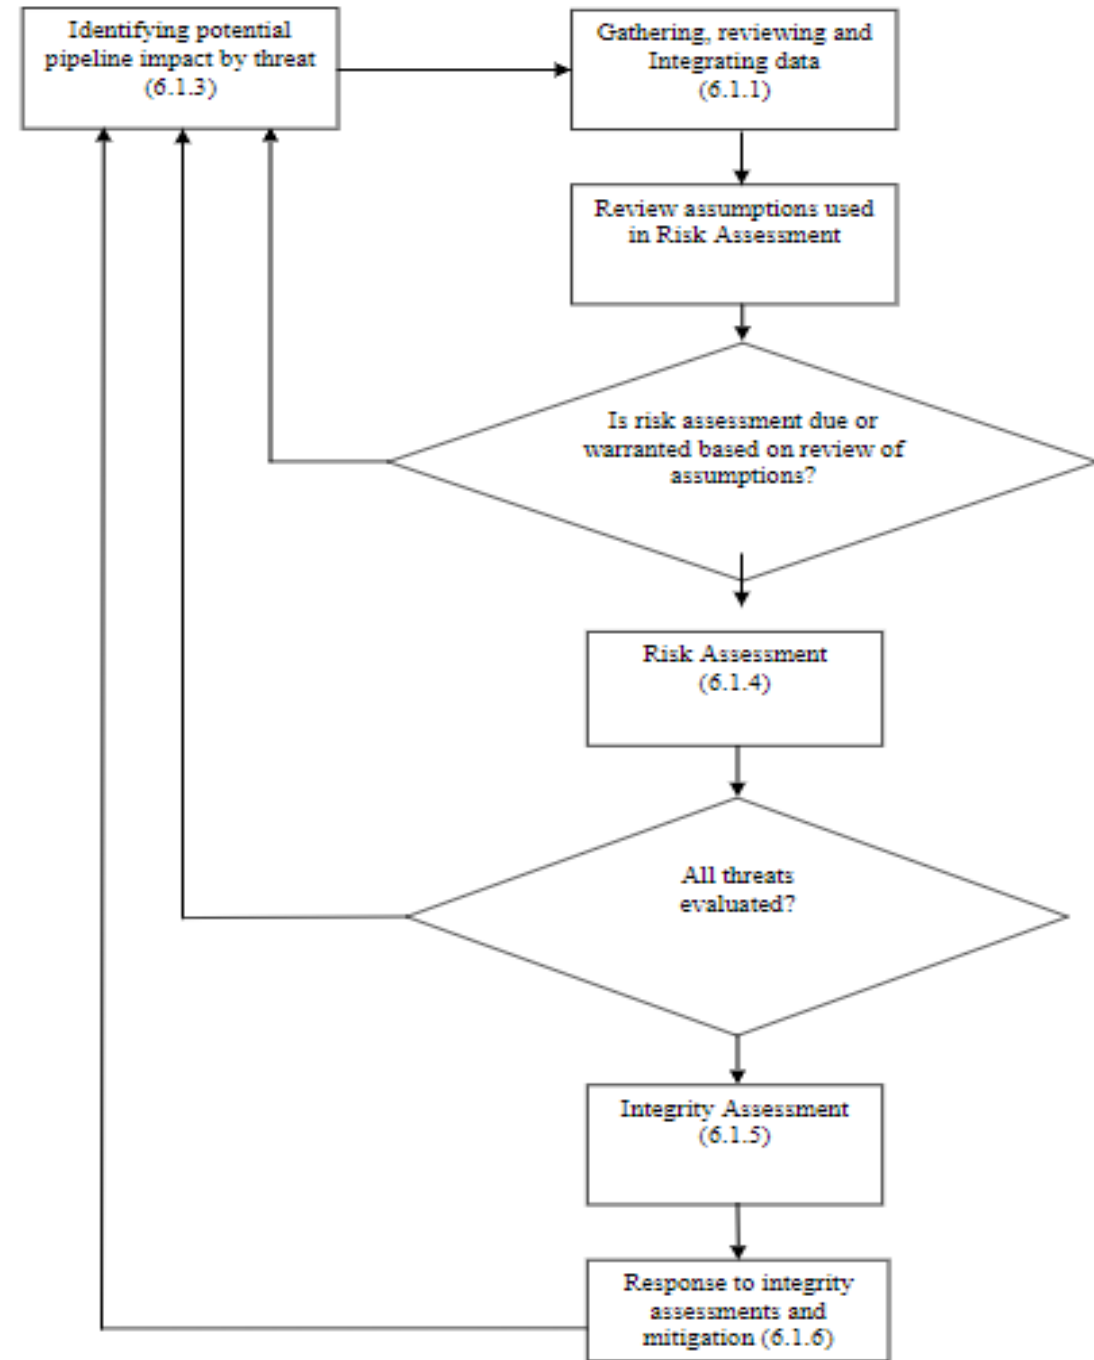 Identifying potential
pipeline impact by threat
(6.1.3)
Gathering, reviewing and
Integrating data
(6.1.1)
Review assumptions used
in Risk Assessment
Is risk assessment due or
warranted based on review of
assumptions?
Risk Assessment
(6.1.4)
All threats
evaluated?
Integrity Assessment
(6.1.5)
Response to integrity
assessments and
mitigation (6.1.6)